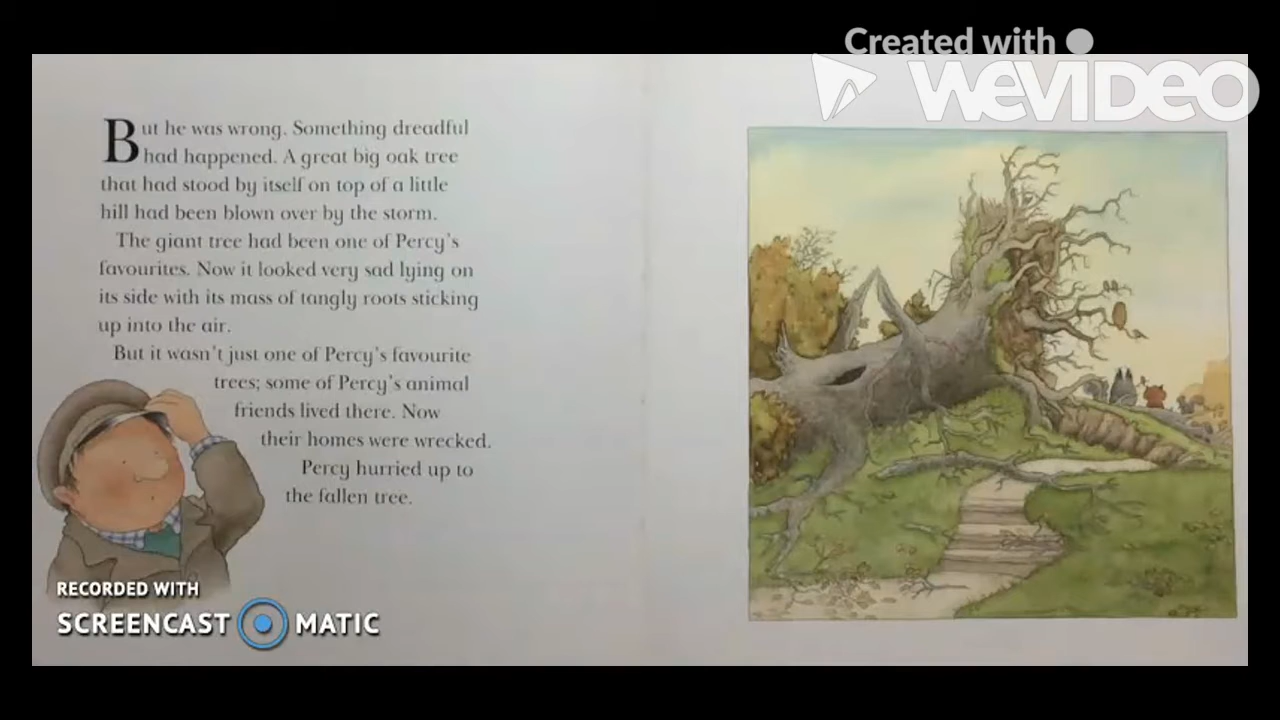 Created with
WEVIDEO
But he was wrong. Something dreadful
had happened. A great big oak tree
that had stood by itself on top of a little
hill had been blown over by the storm.
The giant tree had been one of Percy's
favourites. Now it looked very sad lying on
its side with its mass of tangly roots sticking
up into the air.
But it wasn't just one of Percy's favourite
trees; some of Percy's animal
friends lived there. Now
their homes were wrecked.
Percy hurried up to
the fallen tree.
RECORDED WITH
SCREENCAST MATIC